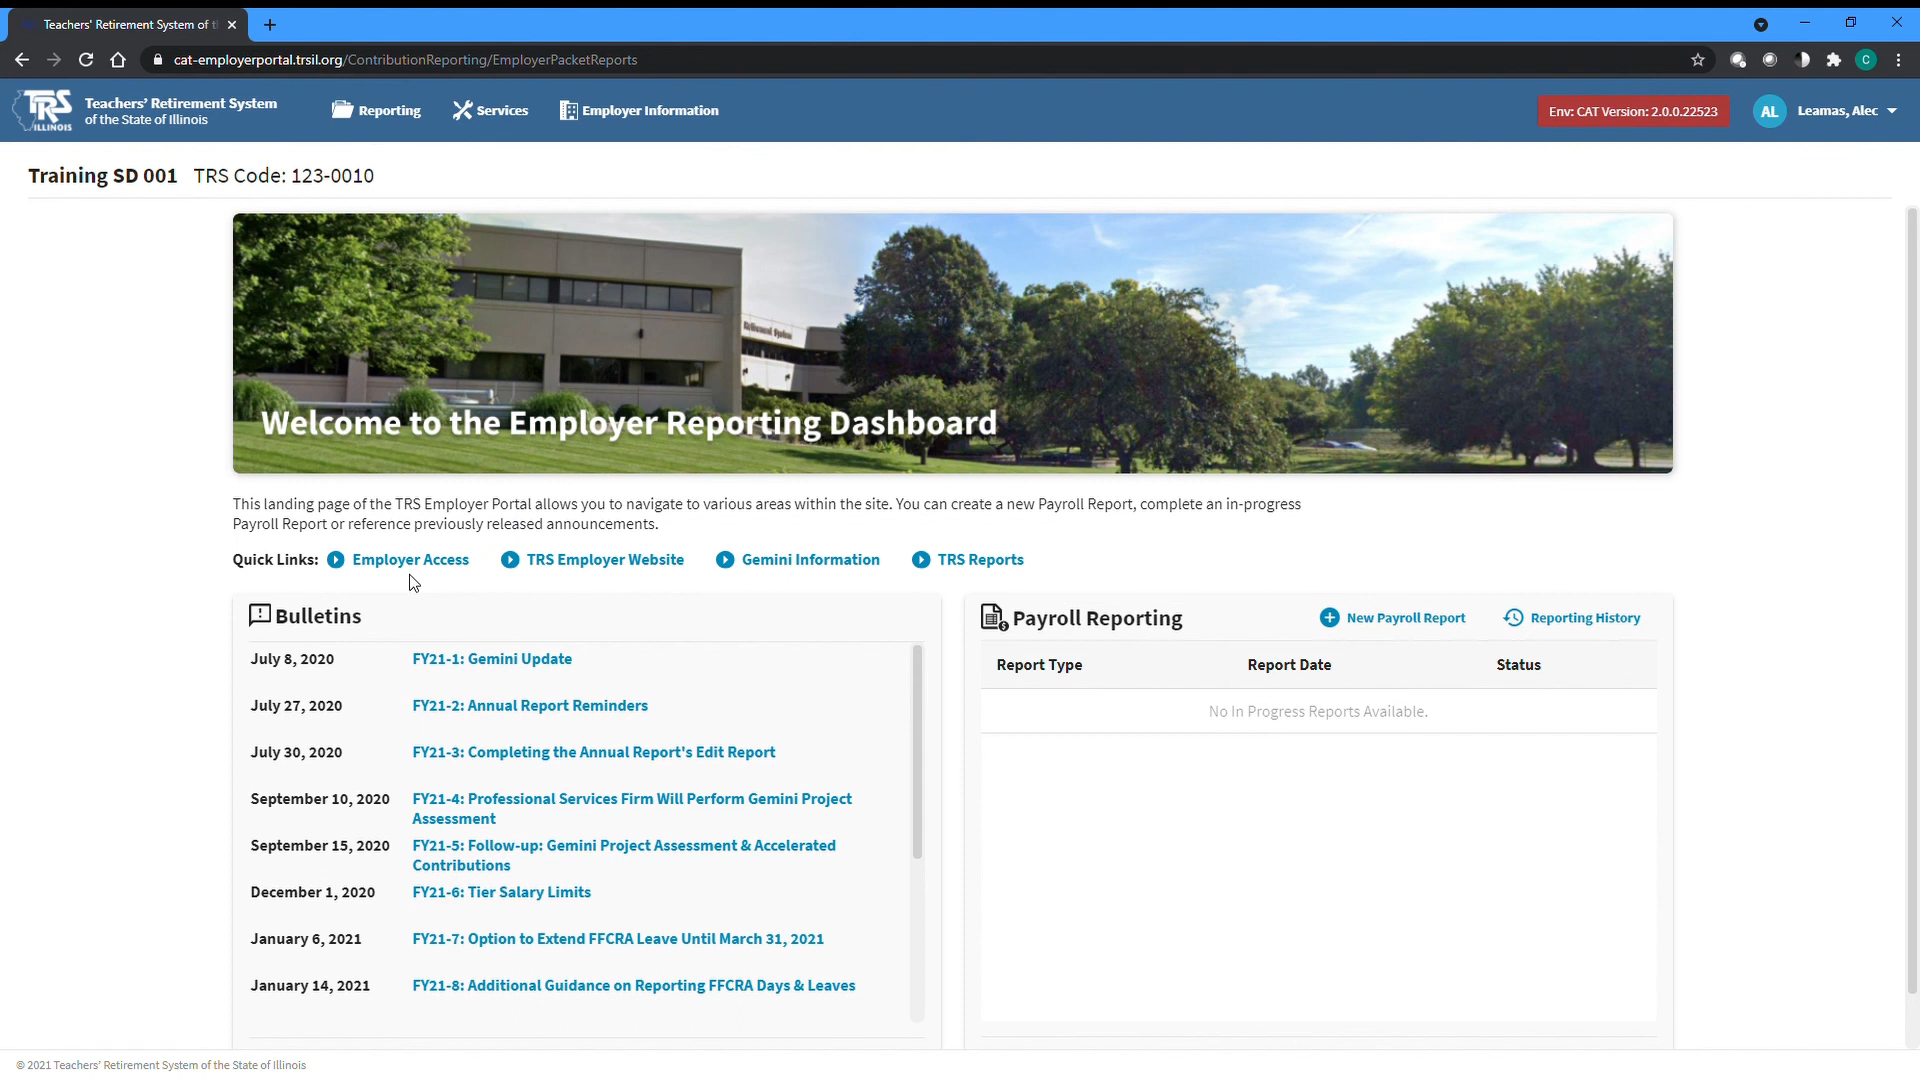 Teachers' Retirement System of t
cat-employerportal.trsil.org/ContributionReporting/EmployerPacketReports
C
TRS
ILLINOIS
Teachers' Retirement System
of the State of Illinois
Reporting
Services
Employer Information
Env: CAT Version: 2.0.0.22523
AL
Leamas, Alec
Training SD 001 TRS Code: 123-0010
Retirement System
Welcome to the Employer Reporting Dashboard
This landing page of the TRS Employer Portal allows you to navigate to various areas within the site. You can create a new Payroll Report, complete an in-progress
Payroll Report or reference previously released announcements.
Quick Links: Employer Access TRS Employer Website Gemini Information TRS Reports
Bulletins
July 8, 2020 FY21-1: Gemini Update
July 27, 2020 FY21-2: Annual Report Reminders
July 30, 2020 FY21-3: Completing the Annual Report's Edit Report
September 10, 2020 FY21-4: Professional Services Firm Will Perform Gemini Project
Assessment
September 15, 2020 FY21-5: Follow-up: Gemini Project Assessment & Accelerated
Contributions
December 1, 2020 FY21-6: Tier Salary Limits
January 6, 2021 FY21-7: Option to Extend FFCRA Leave Until March 31, 2021
January 14, 2021 FY21-8: Additional Guidance on Reporting FFCRA Days & Leaves
Payroll Reporting
New Payroll Report
Reporting History
Report Type Report Date Status
No In Progress Reports Available.
© 2021 Teachers' Retirement System of the State of Illinois